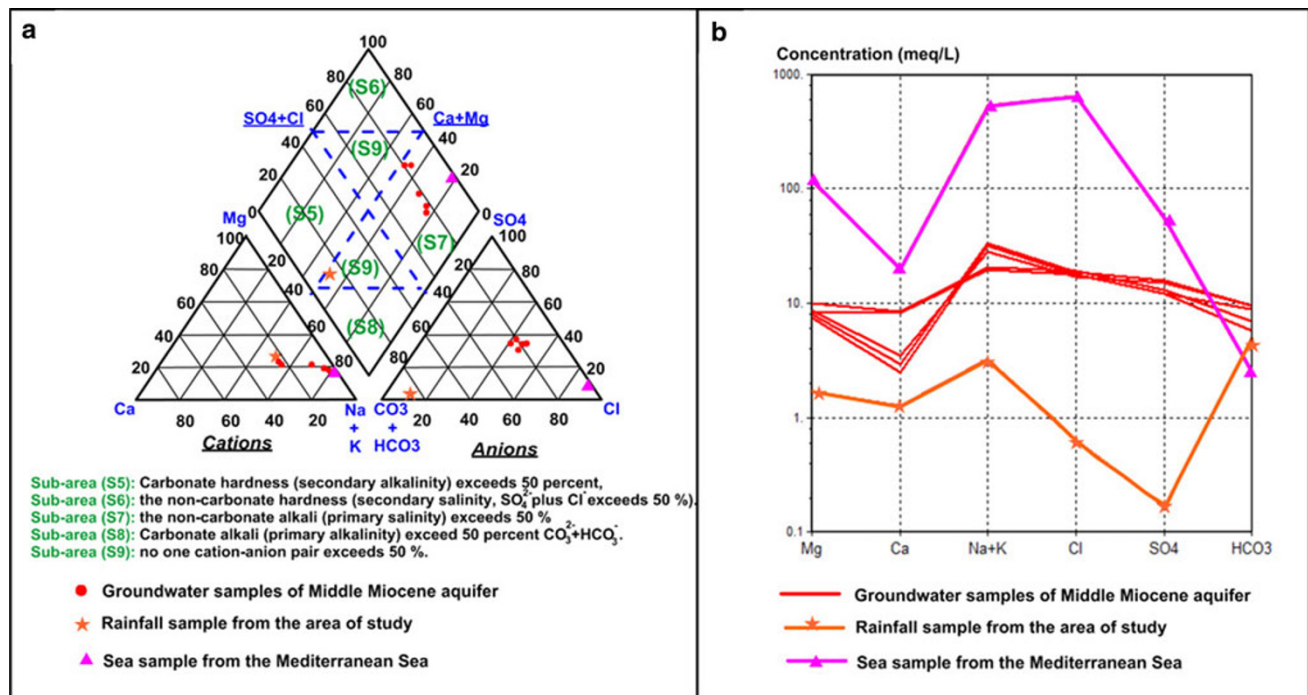 a
100
80
80
(S6)
60
60
SO4+Cl
Ca+Mg
40
40
(S9)
20
20
0
(S5)
0
Mg
SO4
100
(S7)
100
80
20
(S9)
20
80
60
40
40
60
40
60
(S8)
60
40
20
80
80
20
Ca
80
60
40
20
Na
+
K
CO3
+
HCO3
20
40
60
80
Cl
Cations
Anions
Sub-area (S5): Carbonate hardness (secondary alkalinity) exceeds 50 percent,
Sub-area (S6): the non-carbonate hardness (secondary salinity, SO₄²⁻ plus Cl⁻ exceeds 50 %).
Sub-area (S7): the non-carbonate alkali (primary salinity) exceeds 50 %
Sub-area (S8): Carbonate alkali (primary alkalinity) exceed 50 percent CO₃²⁻+HCO₃⁻.
Sub-area (S9): no one cation-anion pair exceeds 50 %.
Groundwater samples of Middle Miocene aquifer
Rainfall sample from the area of study
Sea sample from the Mediterranean Sea
b
Concentration (meq/L)
1000.
100.
10.
1.
0.1
Mg Ca Na+K Cl SO4 HCO3
Groundwater samples of Middle Miocene aquifer
Rainfall sample from the area of study
Sea sample from the Mediterranean Sea